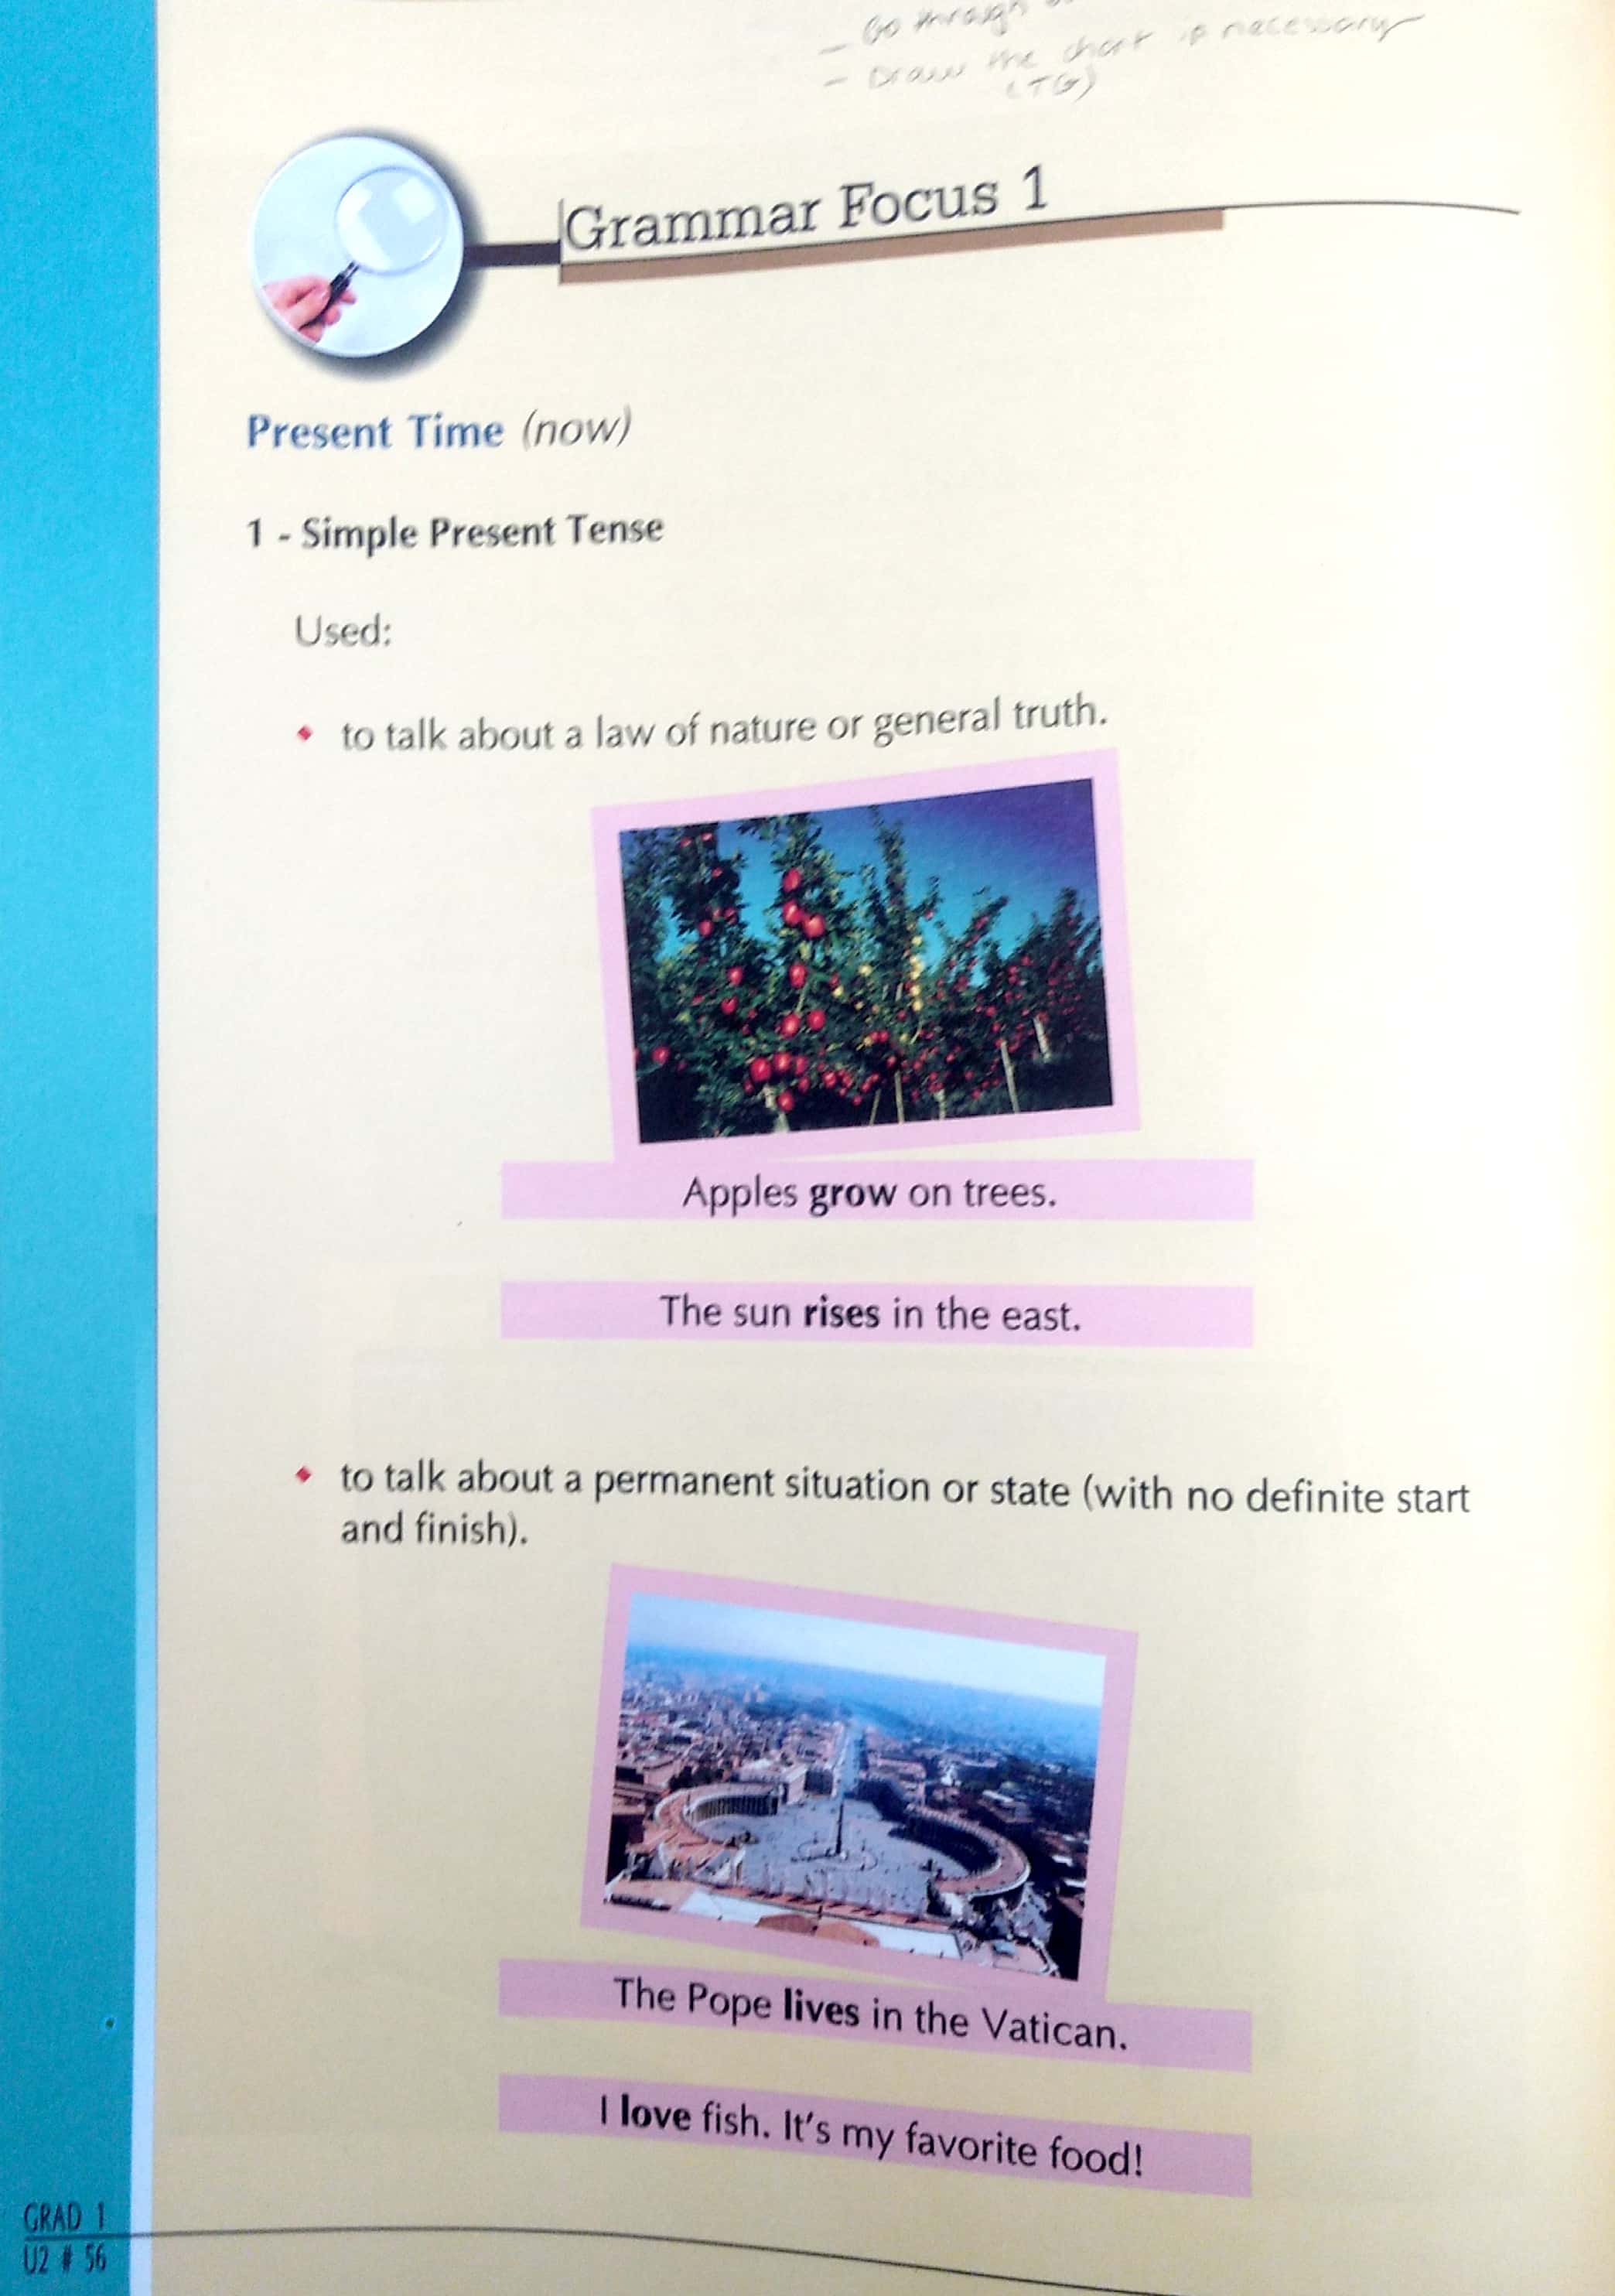 - Go through
- Draw the chart if necessary
(TG)
Grammar Focus 1
Present Time (now)
1 - Simple Present Tense
Used:
to talk about a law of nature or general truth.
Apples grow on trees.
The sun rises in the east.
to talk about a permanent situation or state (with no definite start
and finish).
The Pope lives in the Vatican.
I love fish. It's my favorite food!
GRAD 1
U2 # 56